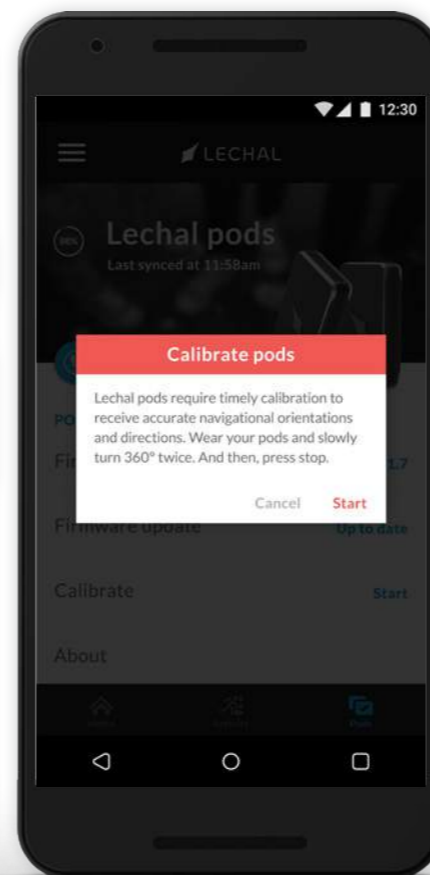 12:30
LECHAL
Lechal pods
Last synced at 11:58am
Calibrate pods
Lechal pods require timely calibration to
receive accurate navigational orientations
and directions. Wear your pods and slowly
turn 360° twice. And then, press stop.
Cancel Start
Firmware update Up to date
Calibrate Start
About